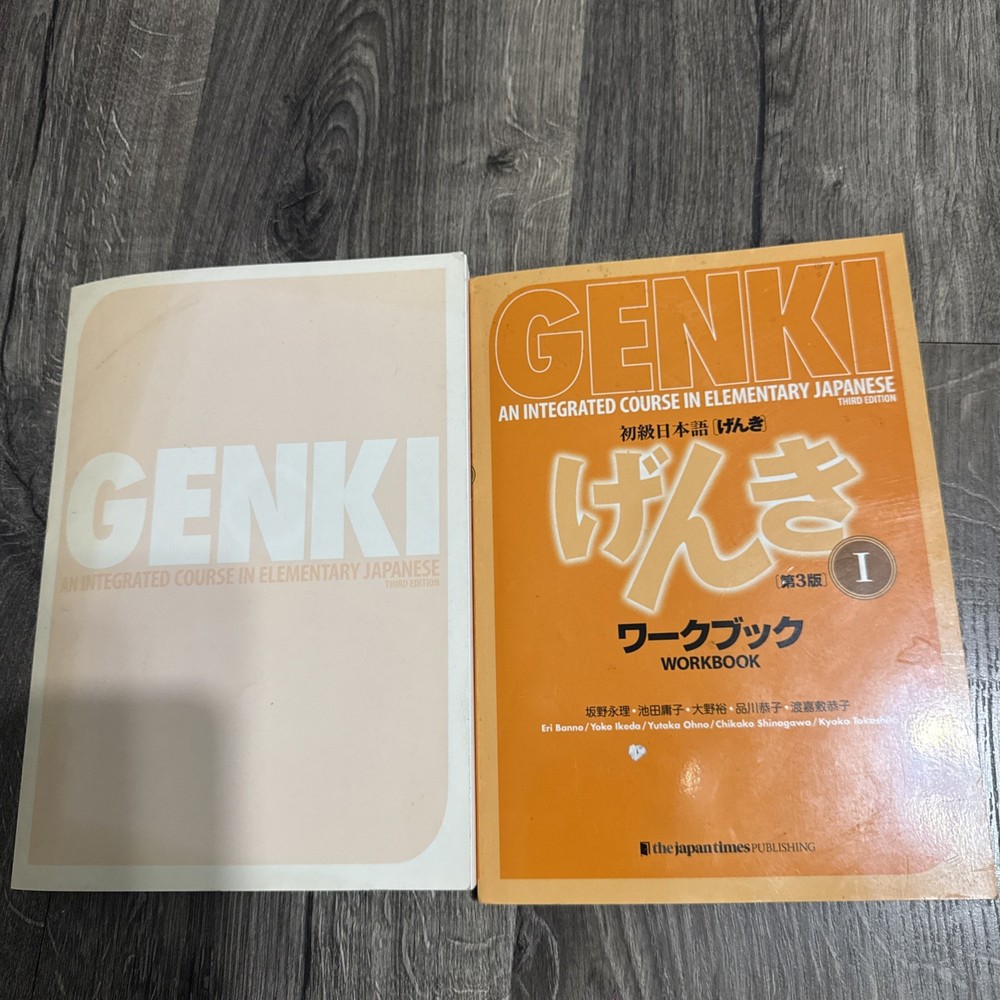 GENKI
AN INTEGRATED COURSE IN ELEMENTARY JAPANESE
THIRD EDITION
GENKI
AN INTEGRATED COURSE IN ELEMENTARY JAPANESE
THIRD EDITION
初級日本語[げんき]
げんき
I
[第3版]
ワークブック
WORKBOOK
坂野永理・池田庸子・大野裕・品川恭子・渡嘉敷恭子
Eri Banno/Yoko Ikeda/Yutaka Ohno/Chikako Shinagawa/Kyoko
the japan times PUBLISHING